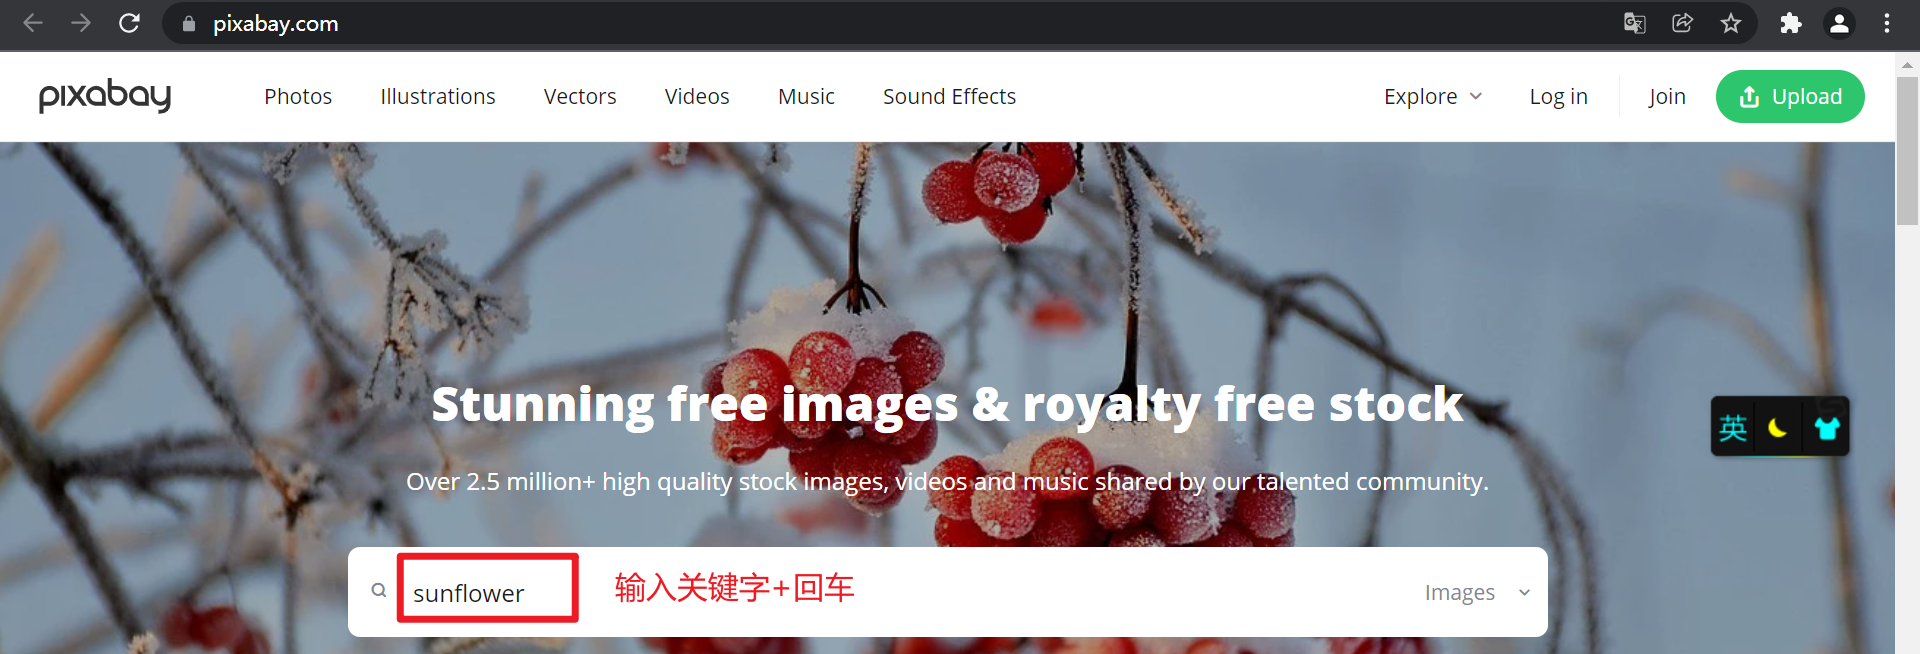 pixabay.com
pixabay Photos Illustrations Vectors Videos Music Sound Effects Explore Log in Join Upload
Stunning free images & royalty free stock
Over 2.5 million+ high quality stock images, videos and music shared by our talented community.
sunflower 输入关键字+回车 Images
英